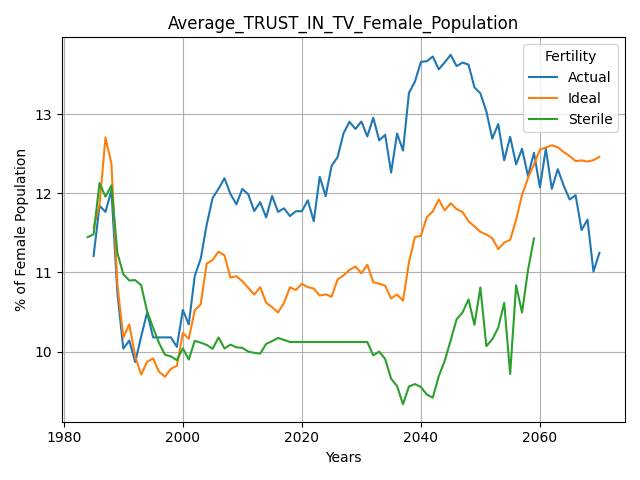 Average_TRUST_IN_TV_Female_Population
Fertility
Actual
Ideal
Sterile
% of Female Population
13
12
11
10
1980
2000
2020
2040
2060
Years